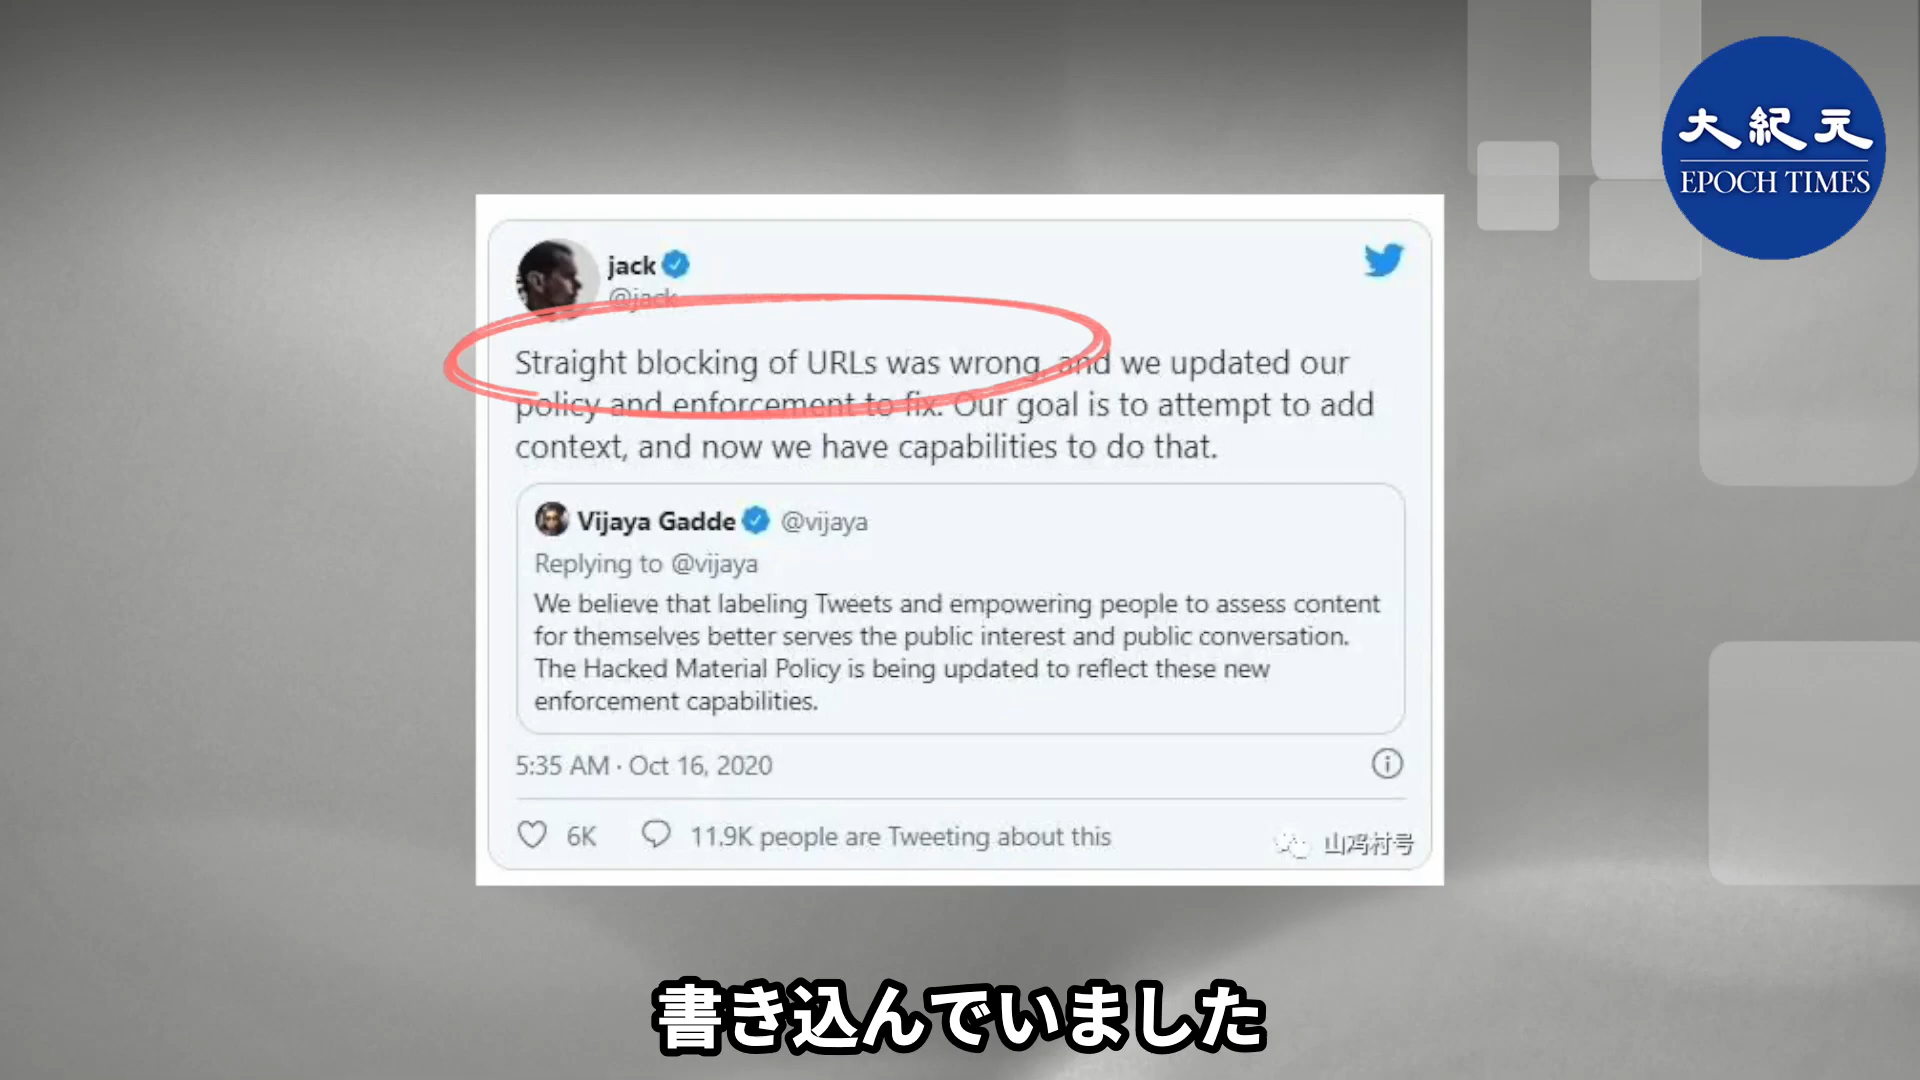 大紀元
EPOCH TIMES
jack
@jack
Straight blocking of URLs was wrong, and we updated our
policy and enforcement to fix. Our goal is to attempt to add
context, and now we have capabilities to do that.
Vijaya Gadde @vijaya
Replying to @vijaya
We believe that labeling Tweets and empowering people to assess content
for themselves better serves the public interest and public conversation.
The Hacked Material Policy is being updated to reflect these new
enforcement capabilities.
5:35 AM · Oct 16, 2020
6K 11.9K people are Tweeting about this
山鸡村号
書き込んでいました